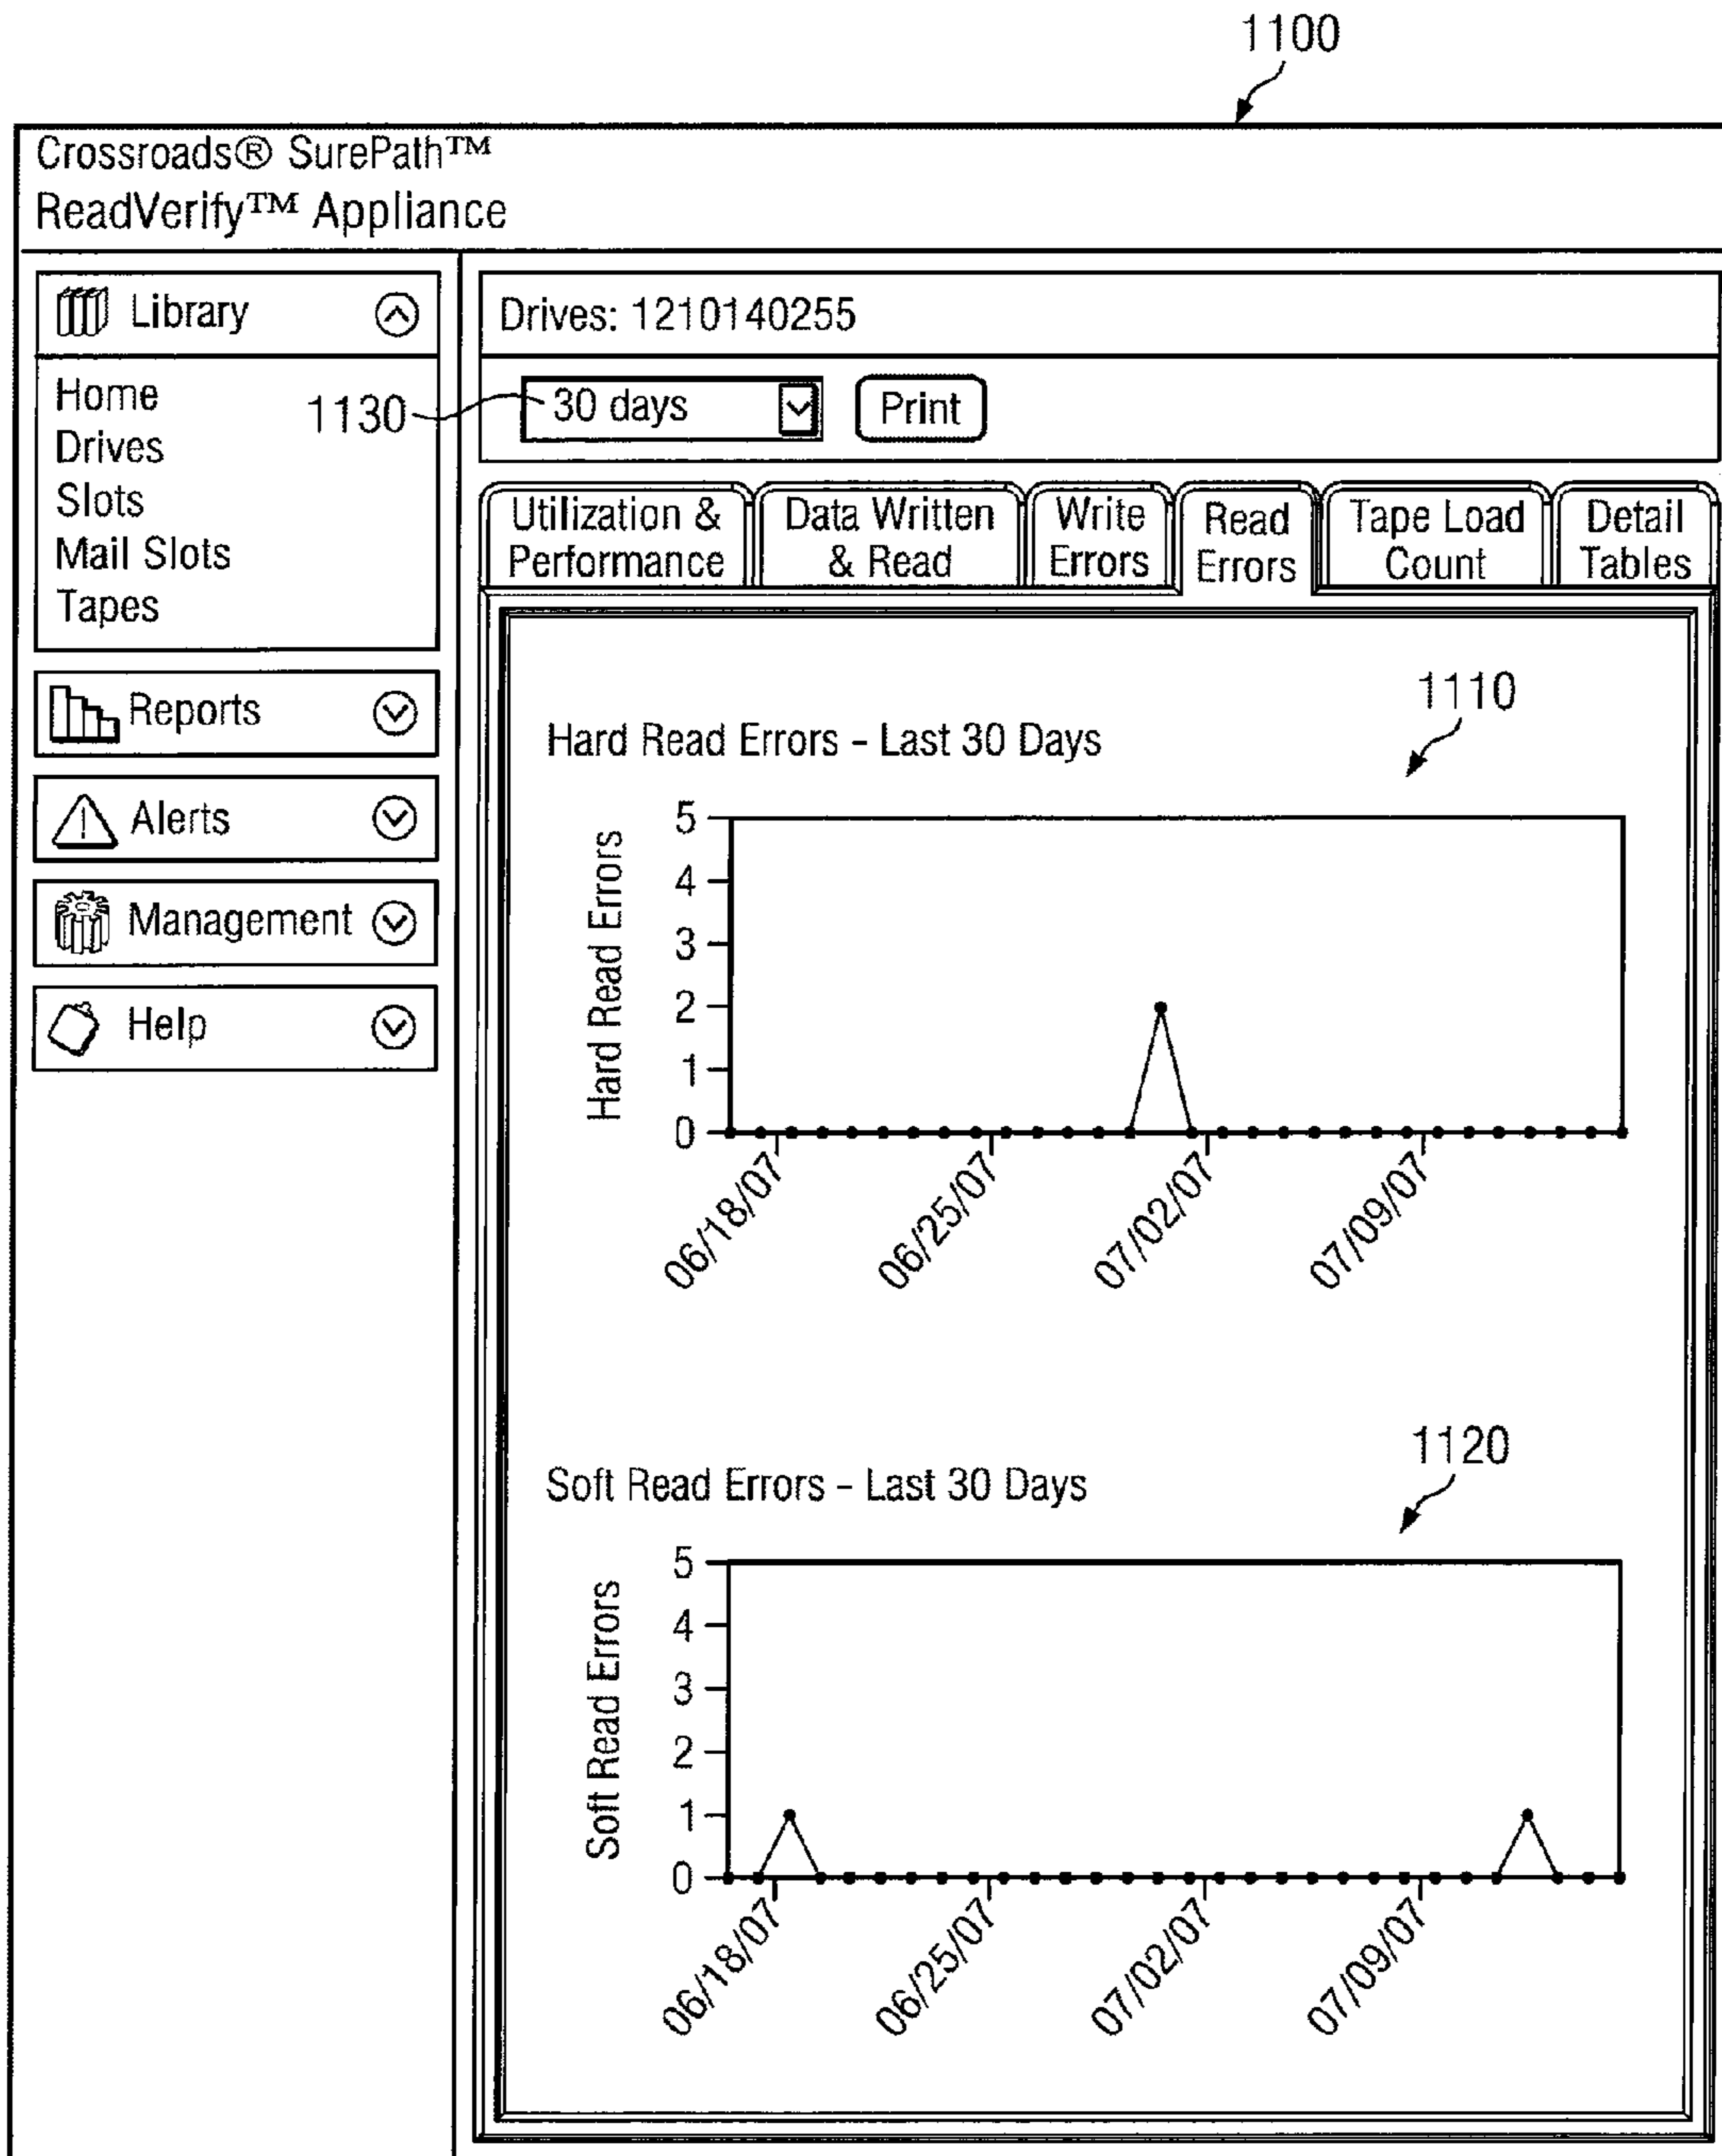 1100
Crossroads® SurePath™
ReadVerify™ Appliance
Library
Home
Drives
Slots
Mail Slots
Tapes
Reports
Alerts
Management
Help
Drives: 1210140255
1130
30 days
Print
Utilization &
Performance
Data Written
& Read
Write
Errors
Read
Errors
Tape Load
Count
Detail
Tables
1110
Hard Read Errors - Last 30 Days
Hard Read Errors
5
4
3
2
1
0
06/18/07
06/25/07
07/02/07
07/09/07
1120
Soft Read Errors - Last 30 Days
Soft Read Errors
5
4
3
2
1
0
06/18/07
06/25/07
07/02/07
07/09/07